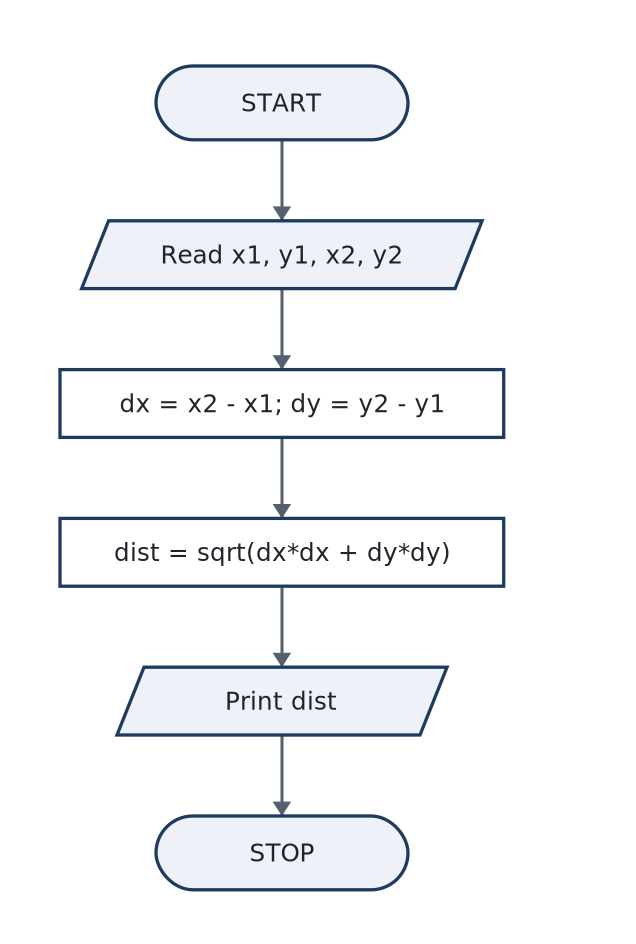 START
Read x1, y1, x2, y2
dx = x2 - x1; dy = y2 - y1
dist = sqrt(dx*dx + dy*dy)
Print dist
STOP